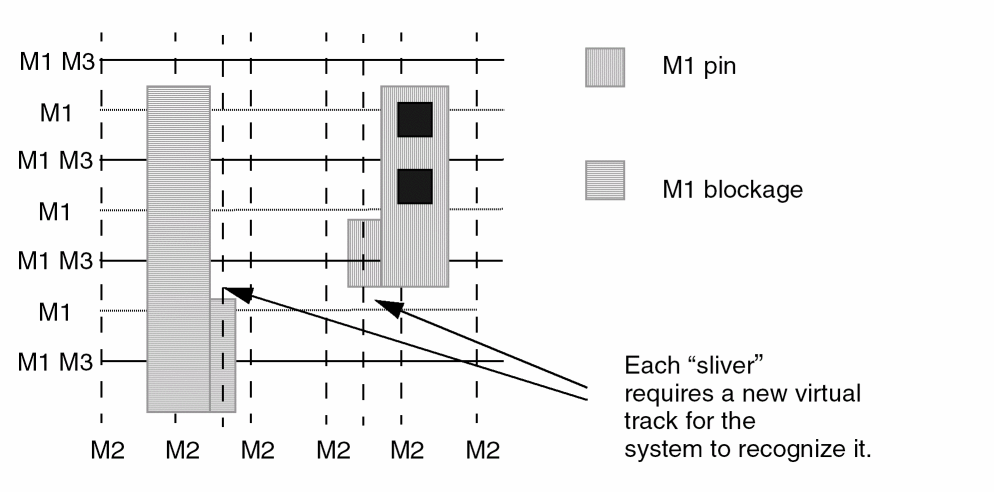 M1 M3
M1 pin
M1
M1 M3
M1 blockage
M1
M1 M3
M1
M1 M3
Each “sliver”
requires a new virtual
track for the
system to recognize it.
M2 M2 M2 M2 M2 M2